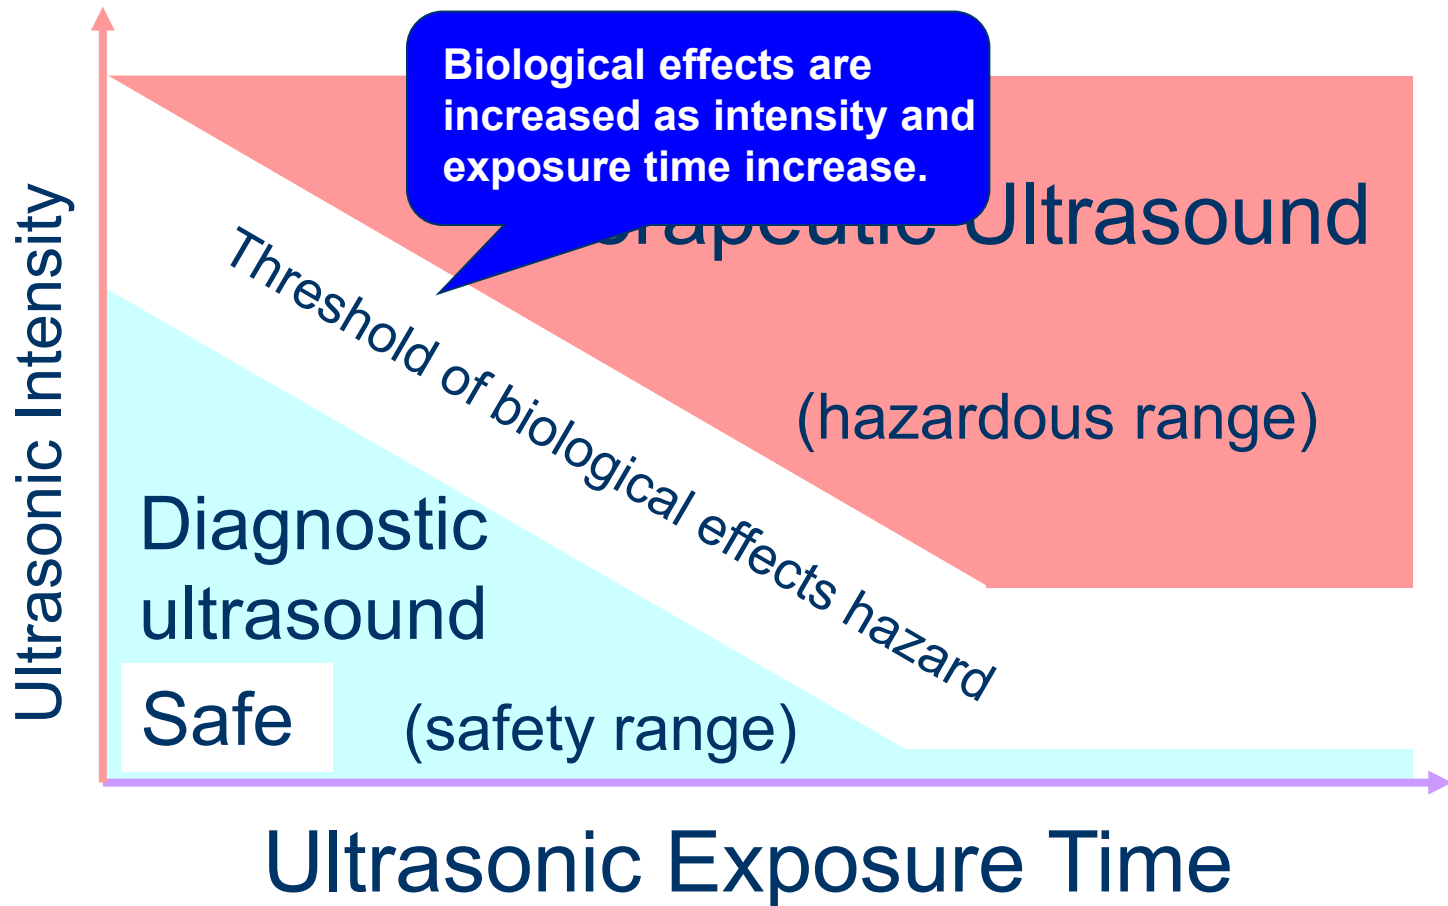 Biological effects are
increased as intensity and
exposure time increase.
Ultrasound
Threshold of biological effects hazard
(hazardous range)
Diagnostic
ultrasound
Safe
(safety range)
Ultrasonic Intensity
Ultrasonic Exposure Time